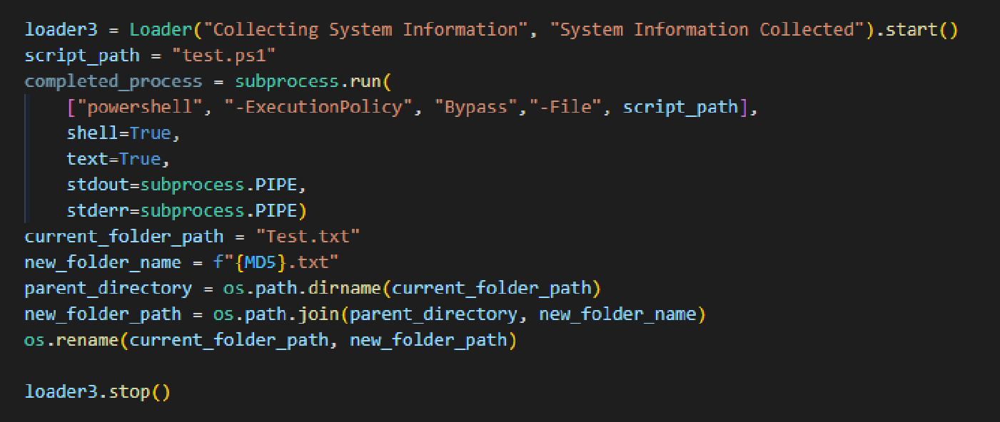 loader3 = Loader("Collecting System Information", "System Information Collected").start()
script_path = "test.ps1"
completed_process = subprocess.run(
    ["powershell", "-ExecutionPolicy", "Bypass","-File", script_path],
    shell=True,
    text=True,
    stdout=subprocess.PIPE,
    stderr=subprocess.PIPE)
current_folder_path = "Test.txt"
new_folder_name = f"{MD5}.txt"
parent_directory = os.path.dirname(current_folder_path)
new_folder_path = os.path.join(parent_directory, new_folder_name)
os.rename(current_folder_path, new_folder_path)

loader3.stop()